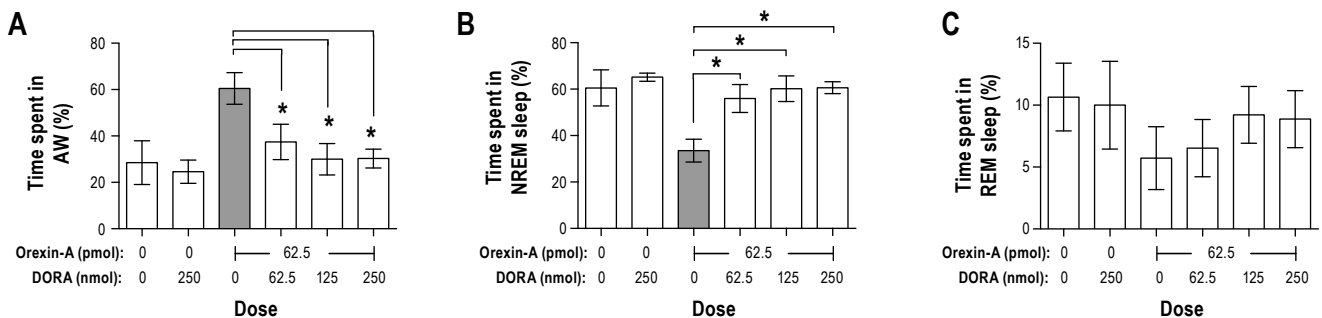 A
Time spent in
AW (%)
80
60
40
20
0
*
*
*
Orexin-A (pmol): 0 0 62.5
DORA (nmol): 0 250 0 62.5 125 250
Dose
B
Time spent in
NREM sleep (%)
80
60
40
20
0
*
*
*
Orexin-A (pmol): 0 0 62.5
DORA (nmol): 0 250 0 62.5 125 250
Dose
C
Time spent in
REM sleep (%)
15
10
5
0
Orexin-A (pmol): 0 0 62.5
DORA (nmol): 0 250 0 62.5 125 250
Dose